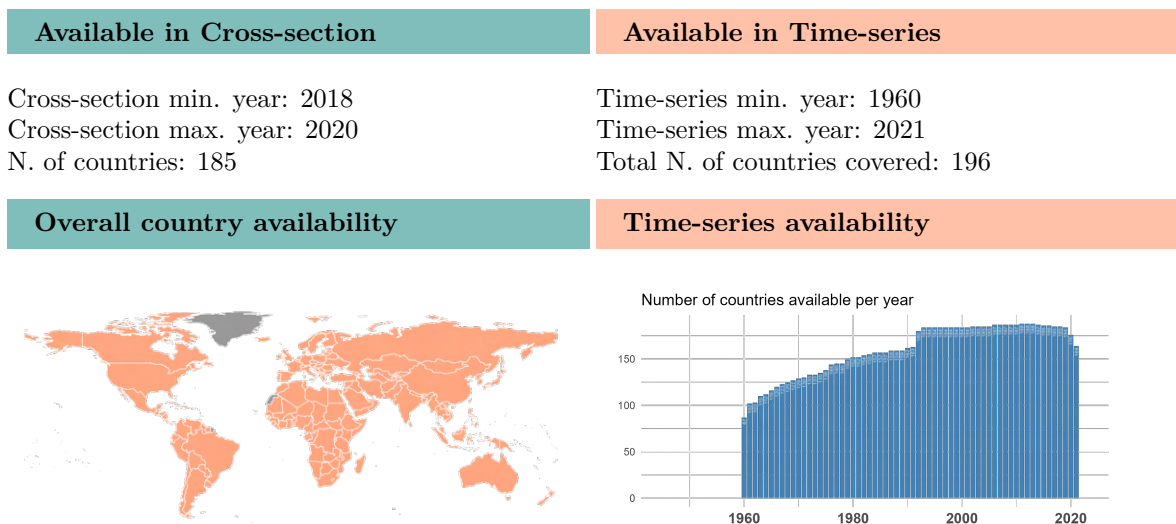 Available in Cross-section
Available in Time-series
Cross-section min. year: 2018
Cross-section max. year: 2020
N. of countries: 185
Time-series min. year: 1960
Time-series max. year: 2021
Total N. of countries covered: 196
Overall country availability
Time-series availability
Number of countries available per year
150
100
50
0
1960
1980
2000
2020